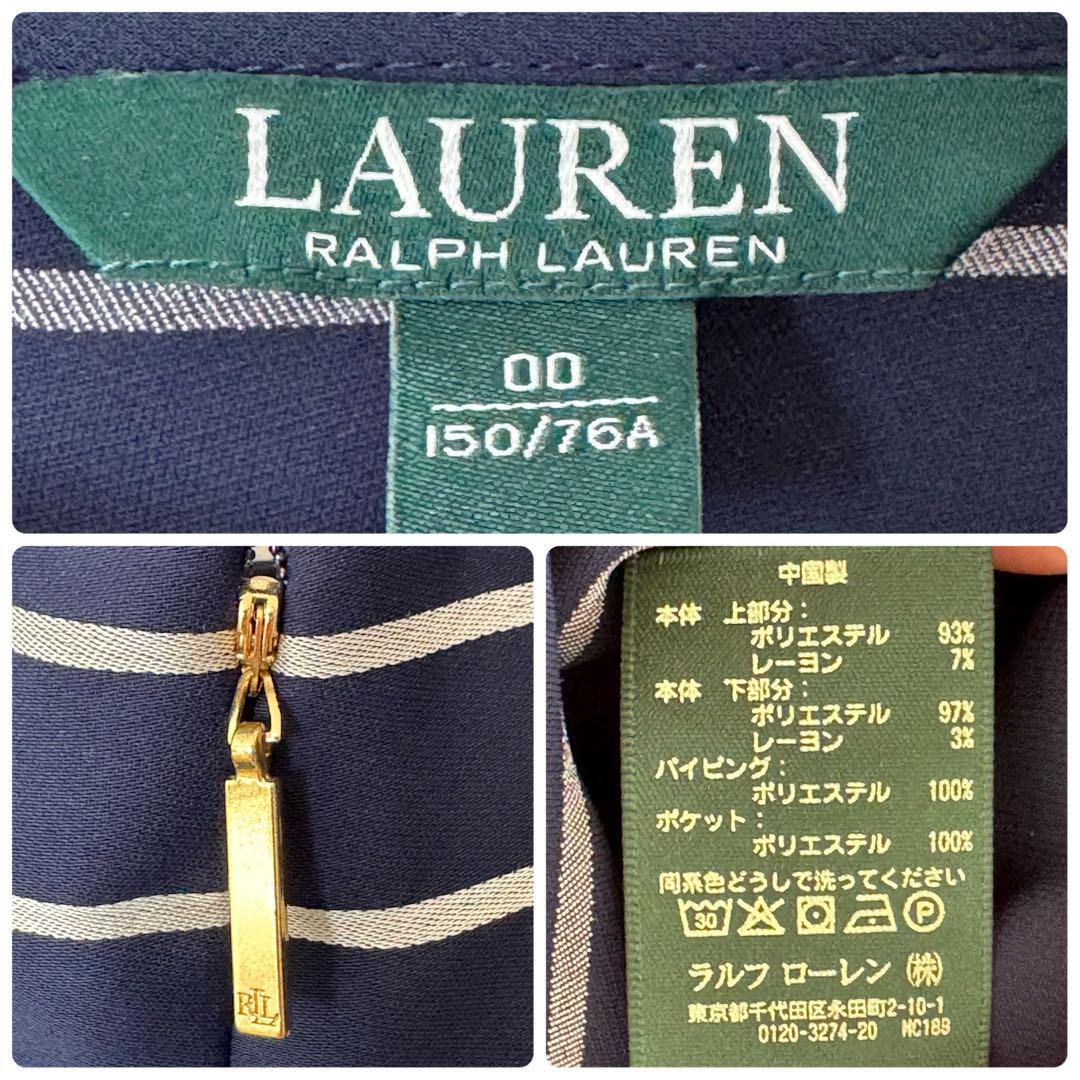 LAUREN
RALPH LAUREN
00
150/76A
RLL
中国製
本体 上部分：
ポリエステル 93%
レーヨン 7%
本体 下部分：
ポリエステル 97%
レーヨン 3%
パイピング：
ポリエステル 100%
ポケット：
ポリエステル 100%
同系色どうしで洗ってください
30 P
ラルフ ローレン ㈱
東京都千代田区永田町2-10-1
0120-3274-20 MC188